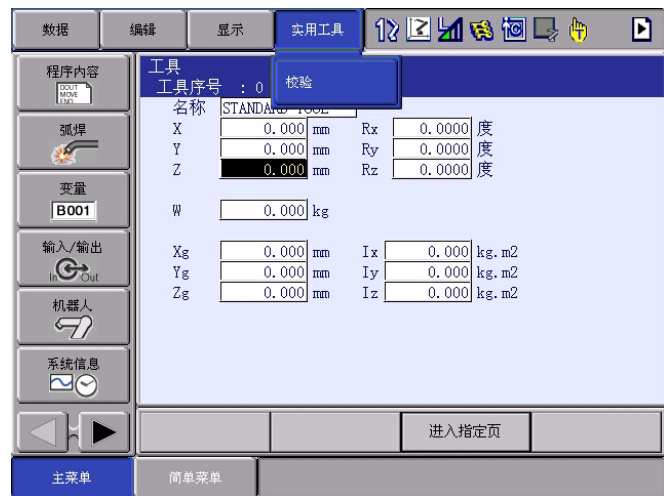 数据 编辑 显示 实用工具
校验
工具
工具序号 : 0
名称 STANDARD TOOL
X 0.000 mm Rx 0.0000 度
Y 0.000 mm Ry 0.0000 度
Z 0.000 mm Rz 0.0000 度
W 0.000 kg
Xg 0.000 mm Ix 0.000 kg.m2
Yg 0.000 mm Iy 0.000 kg.m2
Zg 0.000 mm Iz 0.000 kg.m2
程序内容
DOUT
MOVE
END
弧焊
变量
B001
输入/输出
In Out
机器人
系统信息
进入指定页
主菜单 简单菜单